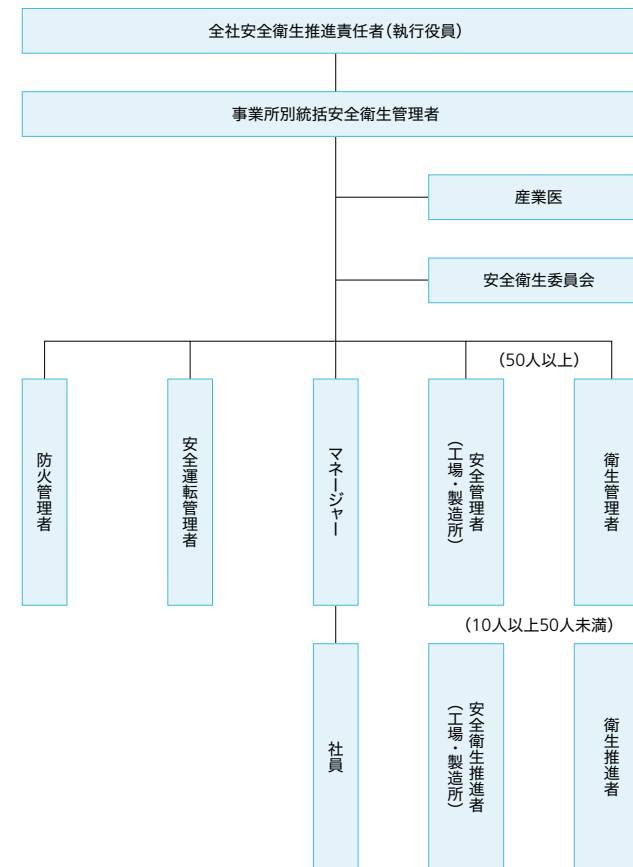 全社安全衛生推進責任者（執行役員）
事業所別統括安全衛生管理者
産業医
安全衛生委員会
（50人以上）
防火管理者
安全運転管理者
マネージャー
安全管理者
（工場・製造所）
衛生管理者
（10人以上50人未満）
社員
安全衛生推進者
（工場・製造所）
衛生推進者